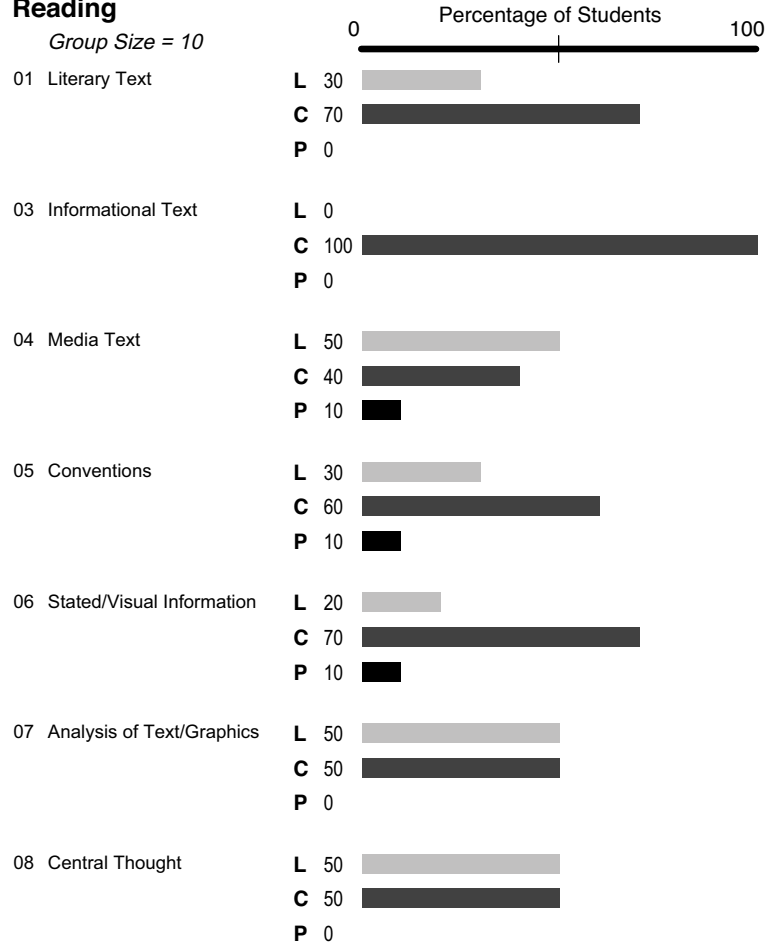 Reading
Group Size = 10
Percentage of Students
0 100
01 Literary Text L 30
C 70
P 0
03 Informational Text L 0
C 100
P 0
04 Media Text L 50
C 40
P 10
05 Conventions L 30
C 60
P 10
06 Stated/Visual Information L 20
C 70
P 10
07 Analysis of Text/Graphics L 50
C 50
P 0
08 Central Thought L 50
C 50
P 0